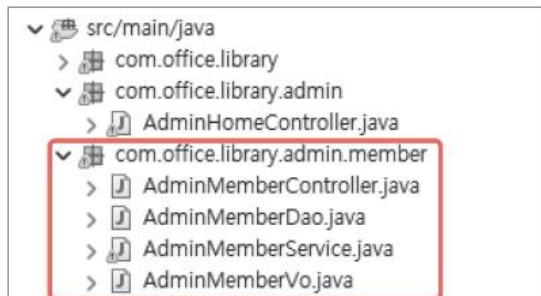 src/main/java
com.office.library
com.office.library.admin
AdminHomeController.java
com.office.library.admin.member
AdminMemberController.java
AdminMemberDao.java
AdminMemberService.java
AdminMemberVo.java